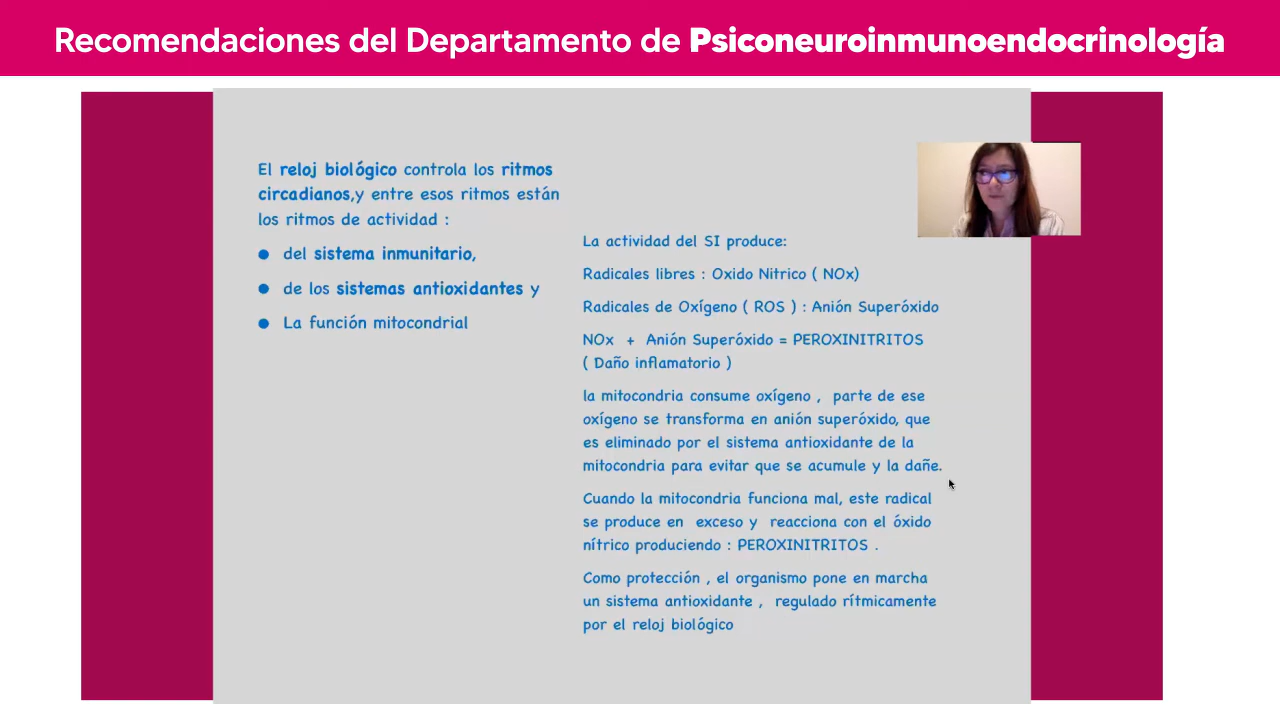 Recomendaciones del Departamento de Psiconeuroinmunoendocrinología
El reloj biológico controla los ritmos
circadianos,y entre esos ritmos están
los ritmos de actividad :
● del sistema inmunitario,
● de los sistemas antioxidantes y
● La función mitocondrial
La actividad del SI produce:
Radicales libres : Oxido Nitrico ( NOx)
Radicales de Oxígeno ( ROS ) : Anión Superóxido
NOx + Anión Superóxido = PEROXINITRITOS
( Daño inflamatorio )
la mitocondria consume oxígeno , parte de ese
oxígeno se transforma en anión superóxido, que
es eliminado por el sistema antioxidante de la
mitocondria para evitar que se acumule y la dañe.
Cuando la mitocondria funciona mal, este radical
se produce en exceso y reacciona con el óxido
nítrico produciendo : PEROXINITRITOS .
Como protección , el organismo pone en marcha
un sistema antioxidante , regulado rítmicamente
por el reloj biológico